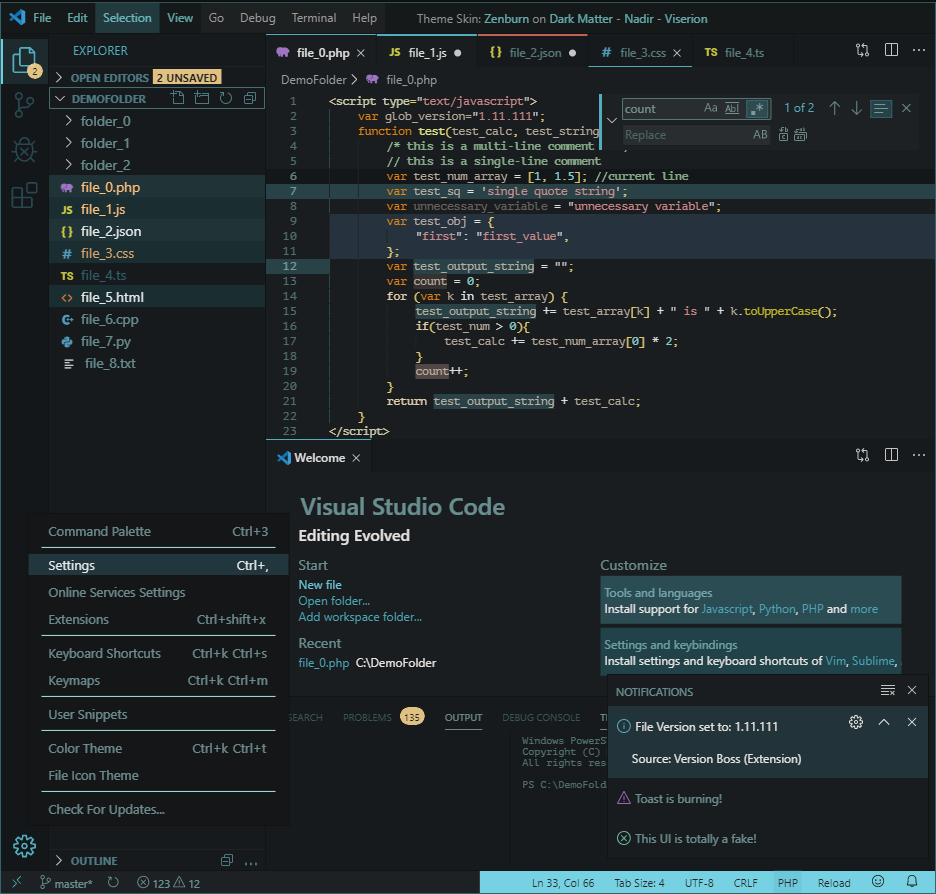 File Edit Selection View Go Debug Terminal Help Theme Skin: Zenburn on Dark Matter - Nadir - Viserion
EXPLORER
2
OPEN EDITORS 2 UNSAVED
DEMOFOLDER
folder_0
folder_1
folder_2
file_0.php
JS file_1.js
{} file_2.json
# file_3.css
TS file_4.ts
<> file_5.html
file_6.cpp
file_7.py
file_8.txt
file_0.php JS file_1.js {} file_2.json # file_3.css TS file_4.ts
DemoFolder > file_0.php
count Aa Abl .* 1 of 2
Replace AB
1 <script type="text/javascript">
2 var glob_version="1.11.111";
3 function test(test_calc, test_string
4 /* this is a multi-line comment
5 // this is a single-line comment
6 var test_num_array = [1, 1.5]; //current line
7 var test_sq = 'single quote string';
8 var unnecessary_variable = "unnecessary variable";
9 var test_obj = {
10 "first": "first_value",
11 };
12 var test_output_string = "";
13 var count = 0;
14 for (var k in test_array) {
15 test_output_string += test_array[k] + " is " + k.toUpperCase();
16 if(test_num > 0){
17 test_calc += test_num_array[0] * 2;
18 }
19 count++;
20 }
21 return test_output_string + test_calc;
22 }
23 </script>
Welcome
Visual Studio Code
Editing Evolved
Start
New file
Open folder...
Add workspace folder...
Recent
file_0.php C:\DemoFolder
Customize
Tools and languages
Install support for Javascript, Python, PHP and more
Settings and keybindings
Install settings and keyboard shortcuts of Vim, Sublime,
Command Palette Ctrl+3
Settings Ctrl+,
Online Services Settings
Extensions Ctrl+shift+x
Keyboard Shortcuts Ctrl+k Ctrl+s
Keymaps Ctrl+k Ctrl+m
User Snippets
Color Theme Ctrl+k Ctrl+t
File Icon Theme
Check For Updates...
SEARCH PROBLEMS 135 OUTPUT DEBUG CONSOLE T
Windows PowerS
Copyright (C)
All rights res
PS C:\DemoFold
NOTIFICATIONS
File Version set to: 1.11.111
Source: Version Boss (Extension)
Toast is burning!
This UI is totally a fake!
OUTLINE
master* 123 12 Ln 33, Col 66 Tab Size: 4 UTF-8 CRLF PHP Reload